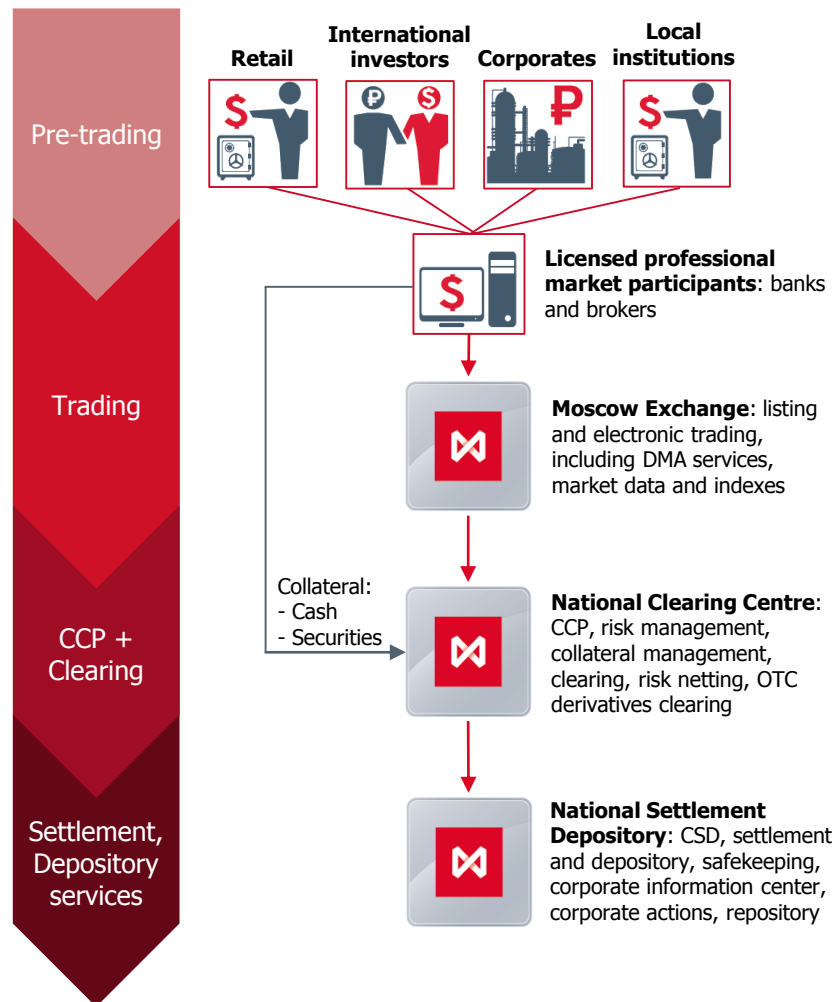 Retail
International
investors
Corporates
Local
institutions
$
₽
$
₽
$
Pre-trading
$
Licensed professional
market participants: banks
and brokers
Trading
Moscow Exchange: listing
and electronic trading,
including DMA services,
market data and indexes
Collateral:
- Cash
- Securities
CCP +
Clearing
National Clearing Centre:
CCP, risk management,
collateral management,
clearing, risk netting, OTC
derivatives clearing
Settlement,
Depository
services
National Settlement
Depository: CSD, settlement
and depository, safekeeping,
corporate information center,
corporate actions, repository